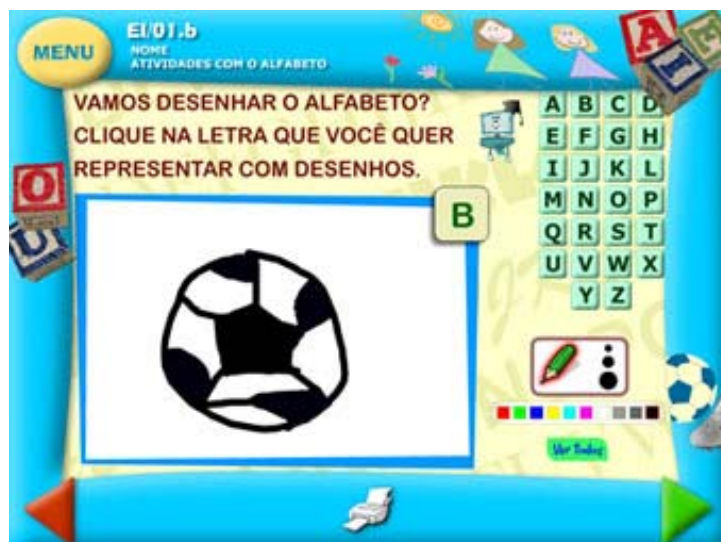 MENU
EI/01.b
NOME
ATIVIDADES COM O ALFABETO
VAMOS DESENHAR O ALFABETO?
CLIQUE NA LETRA QUE VOCÊ QUER
REPRESENTAR COM DESENHOS.
B
A B C D
E F G H
I J K L
M N O P
Q R S T
U V W X
Y Z
Ver Todos
A
E
I
O
U